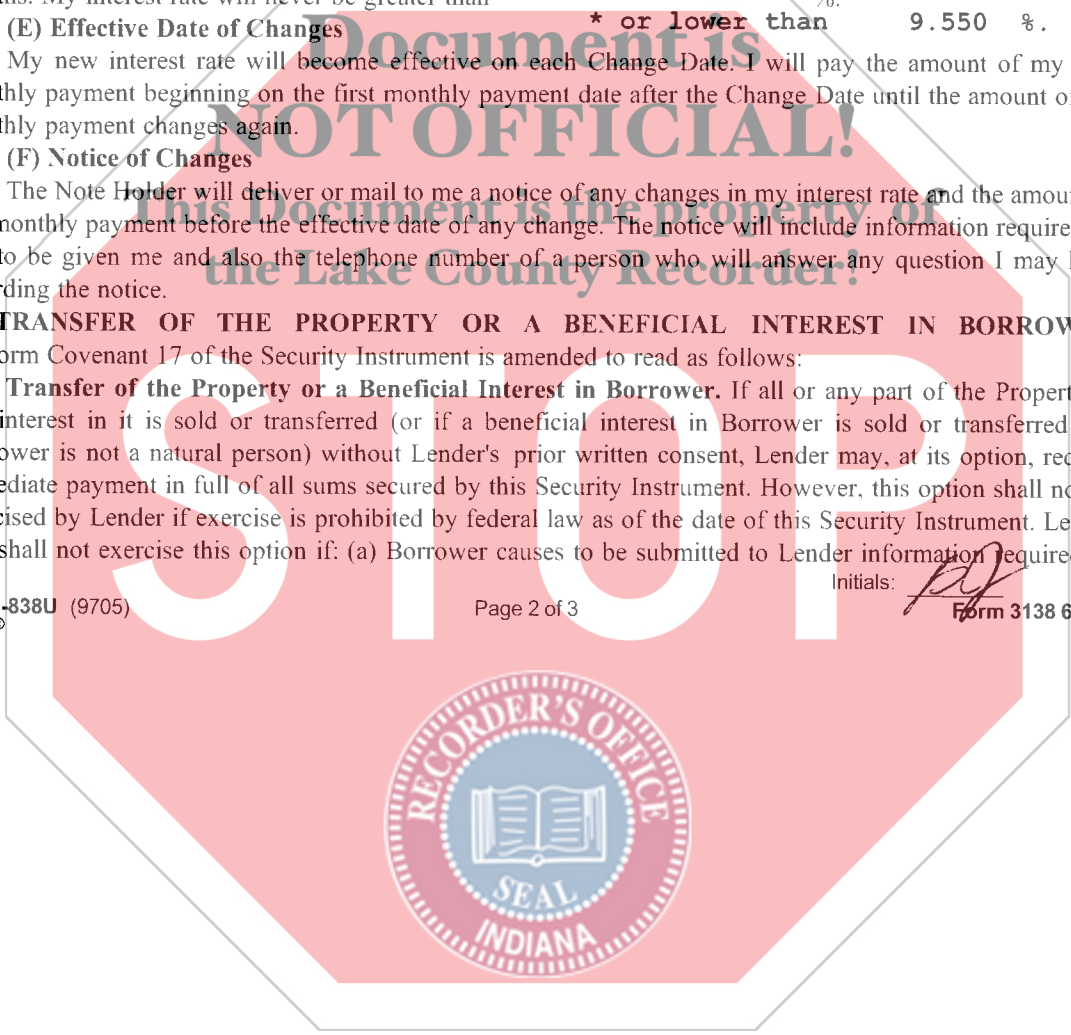 My interest rate will never be greater than %.
(E) Effective Date of Changes * or lower than 9.550 %.
My new interest rate will become effective on each Change Date. I will pay the amount of my
thly payment beginning on the first monthly payment date after the Change Date until the amount o
thly payment changes again.
(F) Notice of Changes
The Note Holder will deliver or mail to me a notice of any changes in my interest rate and the amou
monthly payment before the effective date of any change. The notice will include information require
to be given me and also the telephone number of a person who will answer any question I may
rding the notice.
TRANSFER OF THE PROPERTY OR A BENEFICIAL INTEREST IN BORROW
orm Covenant 17 of the Security Instrument is amended to read as follows:
Transfer of the Property or a Beneficial Interest in Borrower. If all or any part of the Propert
interest in it is sold or transferred (or if a beneficial interest in Borrower is sold or transferred
ower is not a natural person) without Lender's prior written consent, Lender may, at its option, req
ediate payment in full of all sums secured by this Security Instrument. However, this option shall no
cised by Lender if exercise is prohibited by federal law as of the date of this Security Instrument. Le
shall not exercise this option if: (a) Borrower causes to be submitted to Lender information require
Initials:
-838U (9705) Page 2 of 3 Form 3138 6
Document is
NOT OFFICIAL!
This Document is the property of
the Lake County Recorder!
STOP
RECORDER'S OFFICE
SEAL
INDIANA